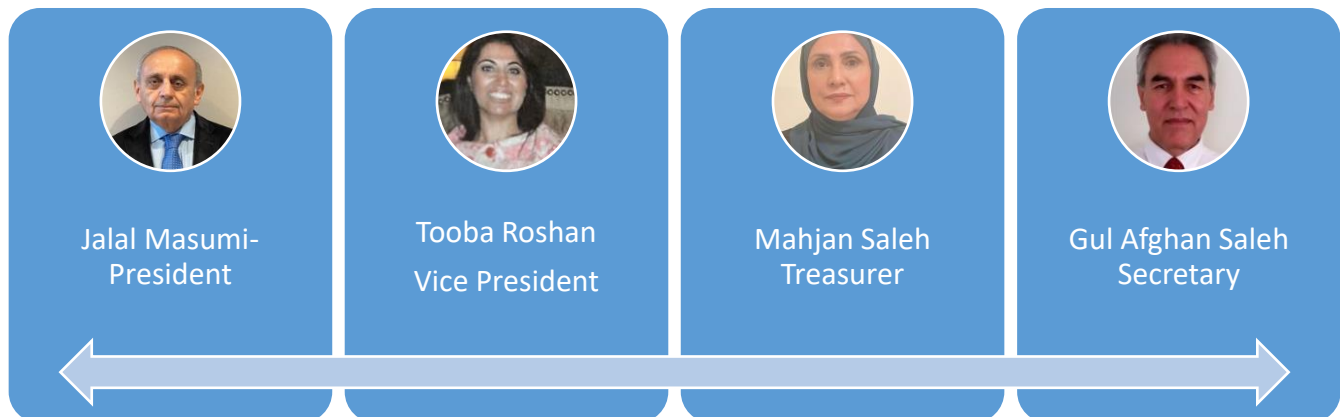 Jalal Masumi-
President
Tooba Roshan
Vice President
Mahjan Saleh
Treasurer
Gul Afghan Saleh
Secretary